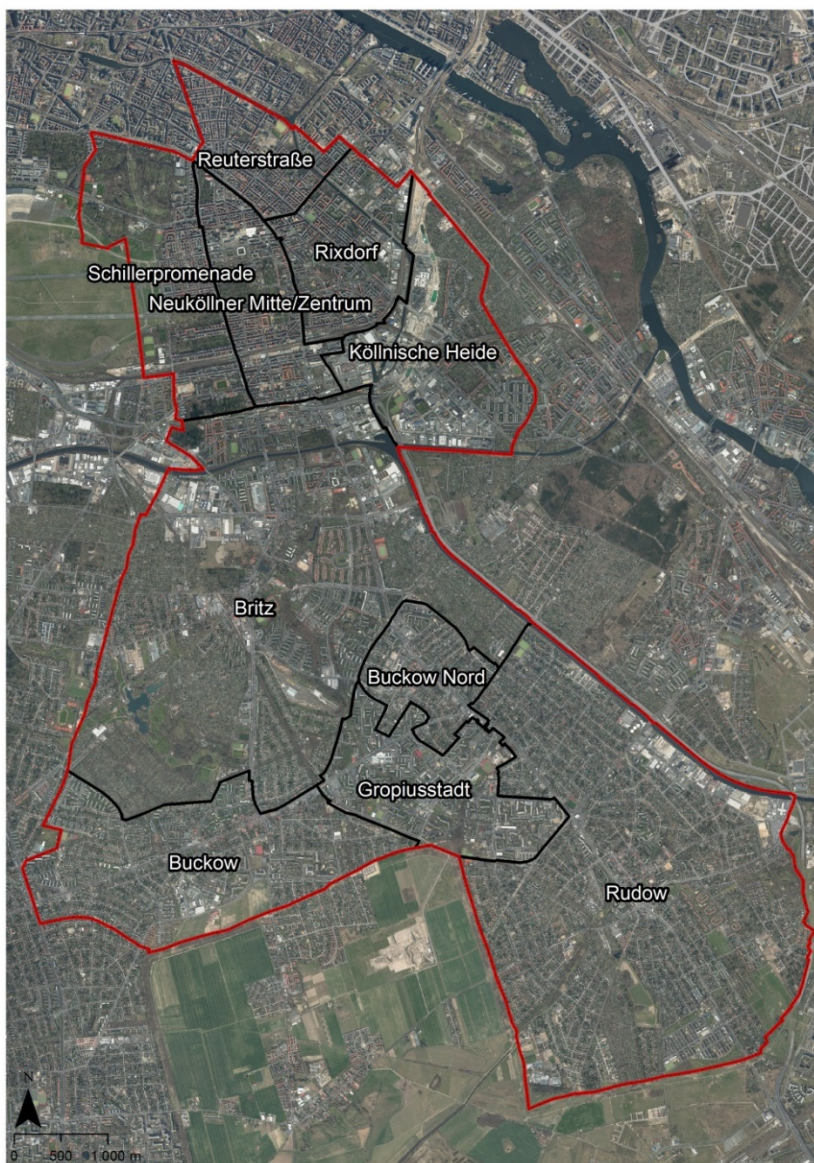 Reuterstraße
Rixdorf
Schillerpromenade
Neuköllner Mitte/Zentrum
Köllnische Heide
Britz
Buckow Nord
Gropiusstadt
Buckow
Rudow
N
0 500 1 000 m